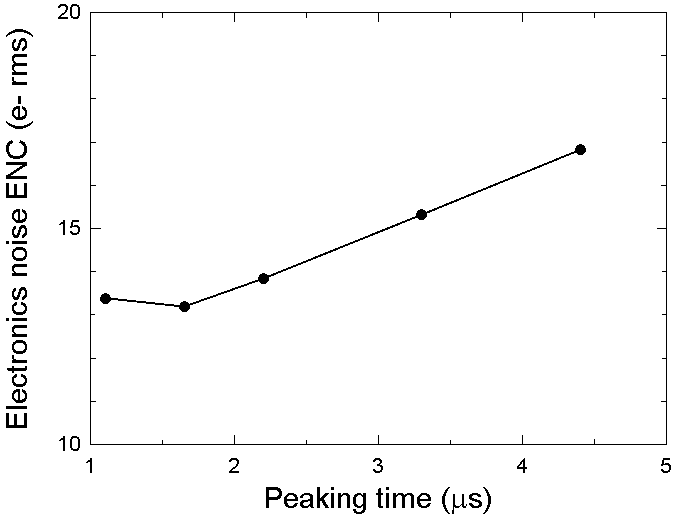 20
15
10
1 2 3 4 5
Electronics noise ENC (e- rms)
Peaking time (μs)